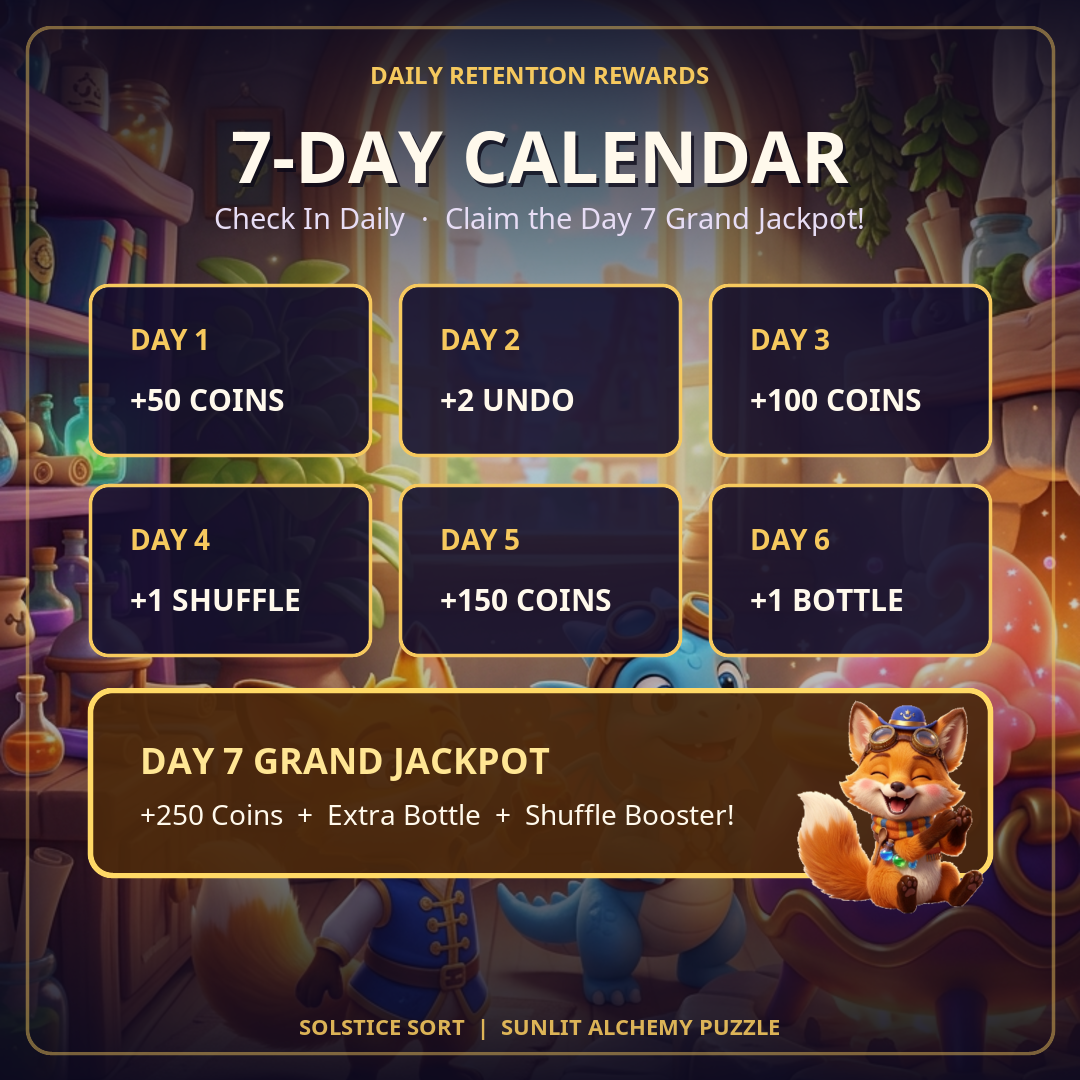 DAILY RETENTION REWARDS
7-DAY CALENDAR
Check In Daily · Claim the Day 7 Grand Jackpot!
DAY 1
+50 COINS
DAY 2
+2 UNDO
DAY 3
+100 COINS
DAY 4
+1 SHUFFLE
DAY 5
+150 COINS
DAY 6
+1 BOTTLE
DAY 7 GRAND JACKPOT
+250 Coins + Extra Bottle + Shuffle Booster!
SOLSTICE SORT | SUNLIT ALCHEMY PUZZLE